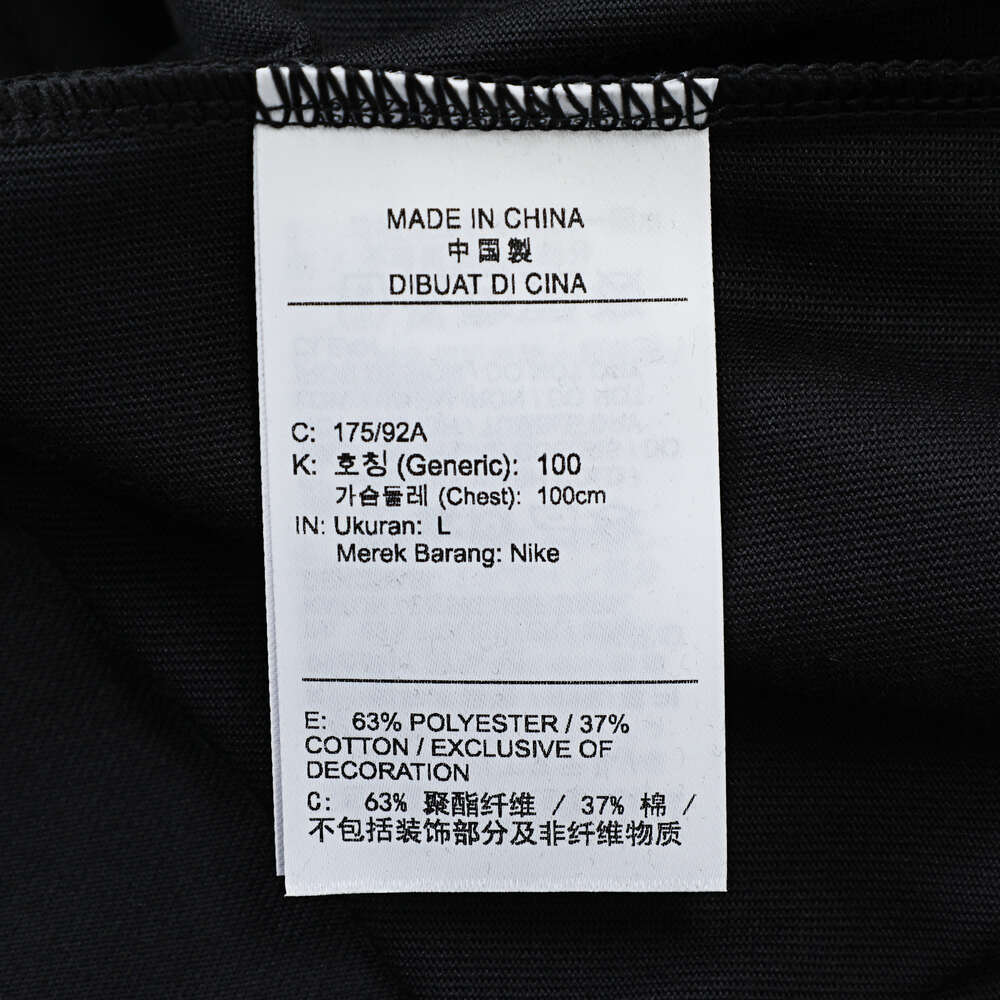 MADE IN CHINA
中国製
DIBUAT DI CINA
C: 175/92A
K: 호칭 (Generic): 100
가슴둘레 (Chest): 100cm
IN: Ukuran: L
Merek Barang: Nike
E: 63% POLYESTER / 37%
COTTON / EXCLUSIVE OF
DECORATION
C: 63% 聚酯纤维 / 37% 棉 /
不包括装饰部分及非纤维物质